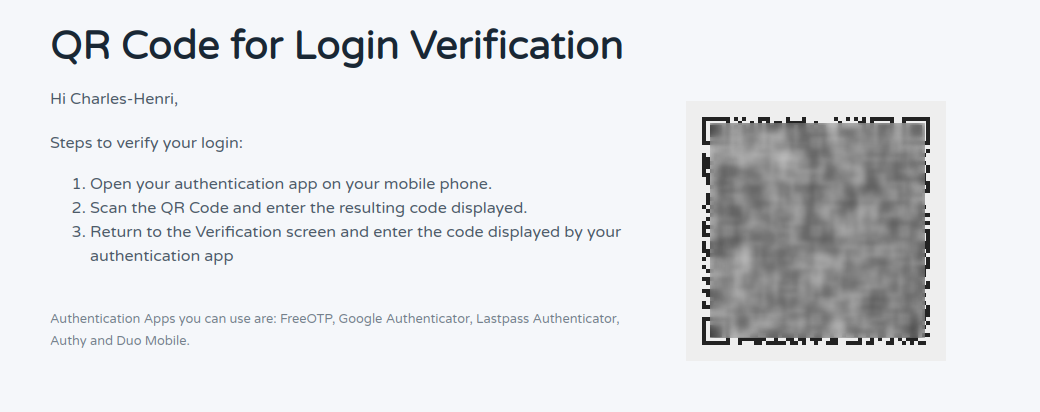 QR Code for Login Verification
Hi Charles-Henri,
Steps to verify your login:
1. Open your authentication app on your mobile phone.
2. Scan the QR Code and enter the resulting code displayed.
3. Return to the Verification screen and enter the code displayed by your
authentication app
Authentication Apps you can use are: FreeOTP, Google Authenticator, Lastpass Authenticator,
Authy and Duo Mobile.